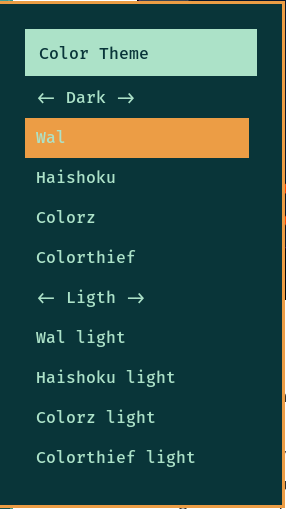 Color Theme
<- Dark ->
Wal
Haishoku
Colorz
Colorthief
<- Ligth ->
Wal light
Haishoku light
Colorz light
Colorthief light